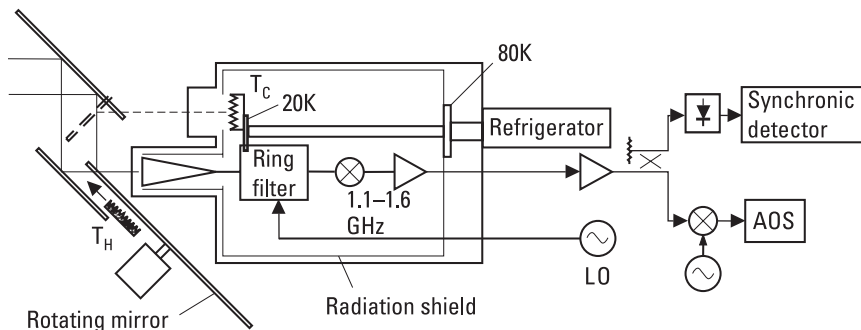 80K
T_C
20K
Refrigerator
Synchronic
detector
Ring
filter
1.1–1.6
GHz
AOS
T_H
LO
Radiation shield
Rotating mirror